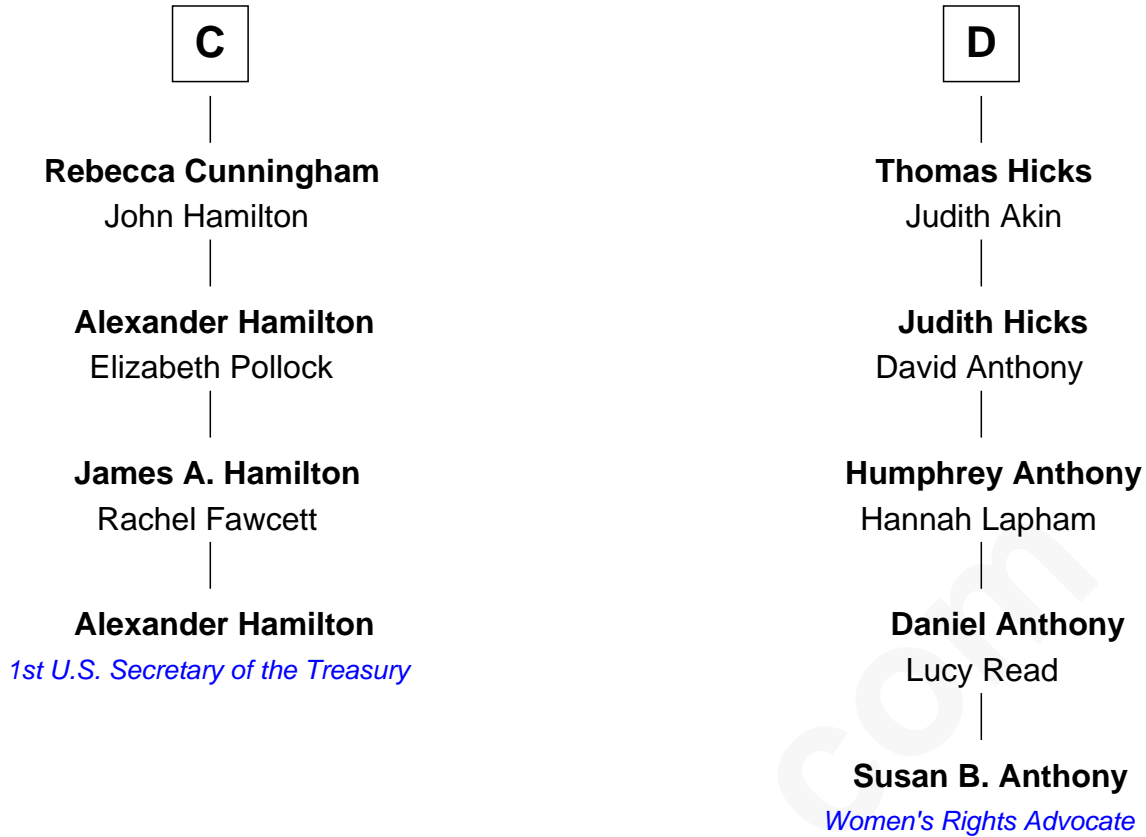 C
Rebecca Cunningham
John Hamilton
Alexander Hamilton
Elizabeth Pollock
James A. Hamilton
Rachel Fawcett
Alexander Hamilton
1st U.S. Secretary of the Treasury
D
Thomas Hicks
Judith Akin
Judith Hicks
David Anthony
Humphrey Anthony
Hannah Lapham
Daniel Anthony
Lucy Read
Susan B. Anthony
Women's Rights Advocate
com